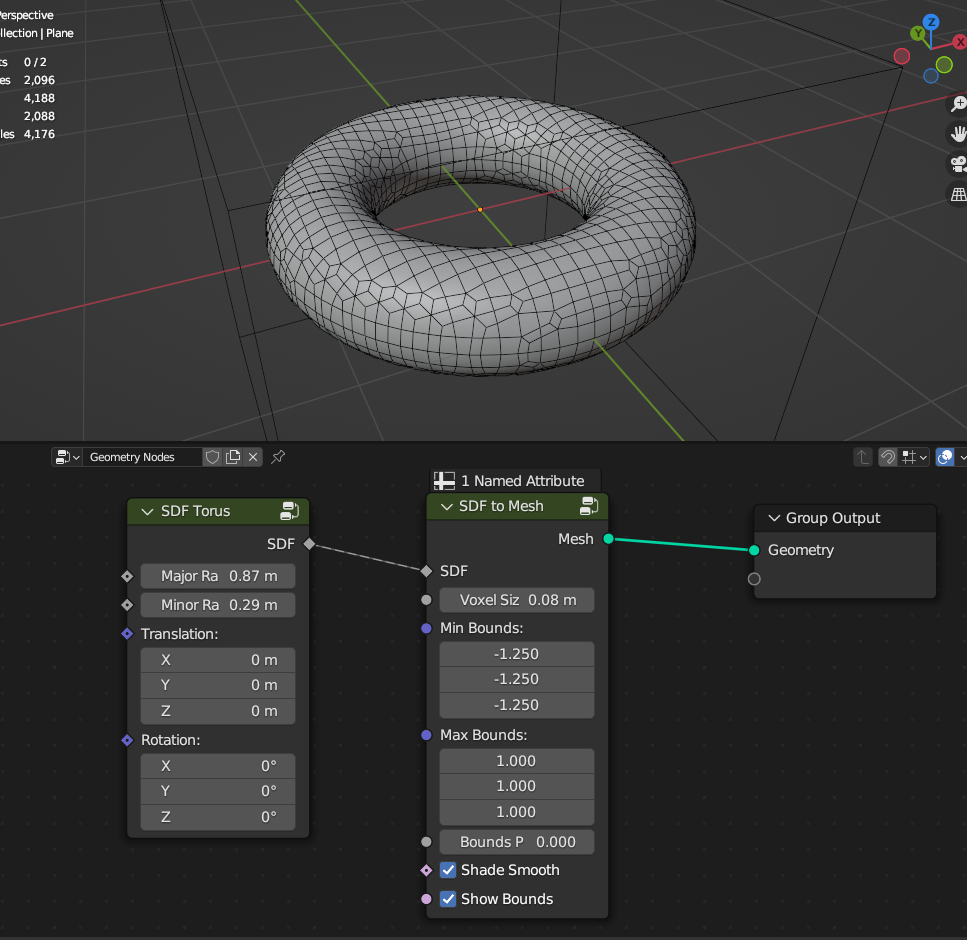 Perspective
llection | Plane
ts 0 / 2
es 2,096
4,188
2,088
les 4,176
Z
Y
X
Geometry Nodes
1 Named Attribute
SDF Torus
SDF
Major Ra 0.87 m
Minor Ra 0.29 m
Translation:
X 0 m
Y 0 m
Z 0 m
Rotation:
X 0°
Y 0°
Z 0°
SDF to Mesh
Mesh
SDF
Voxel Siz 0.08 m
Min Bounds:
-1.250
-1.250
-1.250
Max Bounds:
1.000
1.000
1.000
Bounds P 0.000
Shade Smooth
Show Bounds
Group Output
Geometry